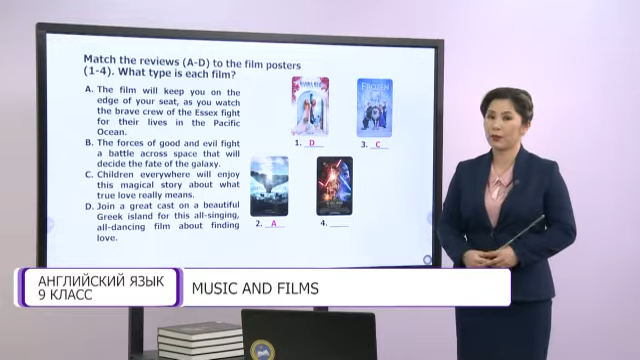 Match the reviews (A-D) to the film posters
(1-4). What type is each film?
A. The film will keep you on the
edge of your seat, as you watch
the brave crew of the Essex fight
for their lives in the Pacific
Ocean.
B. The forces of good and evil fight
a battle across space that will
decide the fate of the galaxy.
C. Children everywhere will enjoy
this magical story about what
true love really means.
D. Join a great cast on a beautiful
Greek island for this all-singing,
all-dancing film about finding
love.
FROZEN
1. D
3. C
2. A
4. ____
АНГЛИЙСКИЙ ЯЗЫК
9 КЛАСС
MUSIC AND FILMS